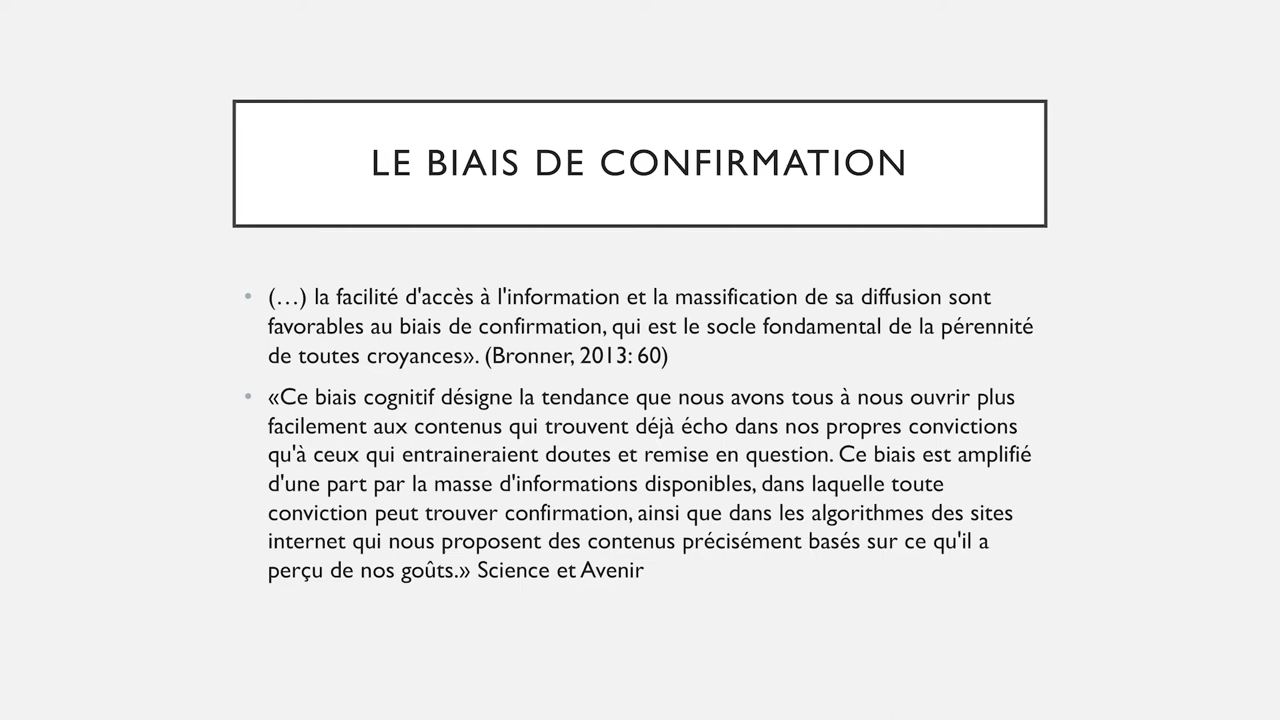 LE BIAIS DE CONFIRMATION
• (…) la facilité d'accès à l'information et la massification de sa diffusion sont
favorables au biais de confirmation, qui est le socle fondamental de la pérennité
de toutes croyances». (Bronner, 2013: 60)
• «Ce biais cognitif désigne la tendance que nous avons tous à nous ouvrir plus
facilement aux contenus qui trouvent déjà écho dans nos propres convictions
qu'à ceux qui entraineraient doutes et remise en question. Ce biais est amplifié
d'une part par la masse d'informations disponibles, dans laquelle toute
conviction peut trouver confirmation, ainsi que dans les algorithmes des sites
internet qui nous proposent des contenus précisément basés sur ce qu'il a
perçu de nos goûts.» Science et Avenir